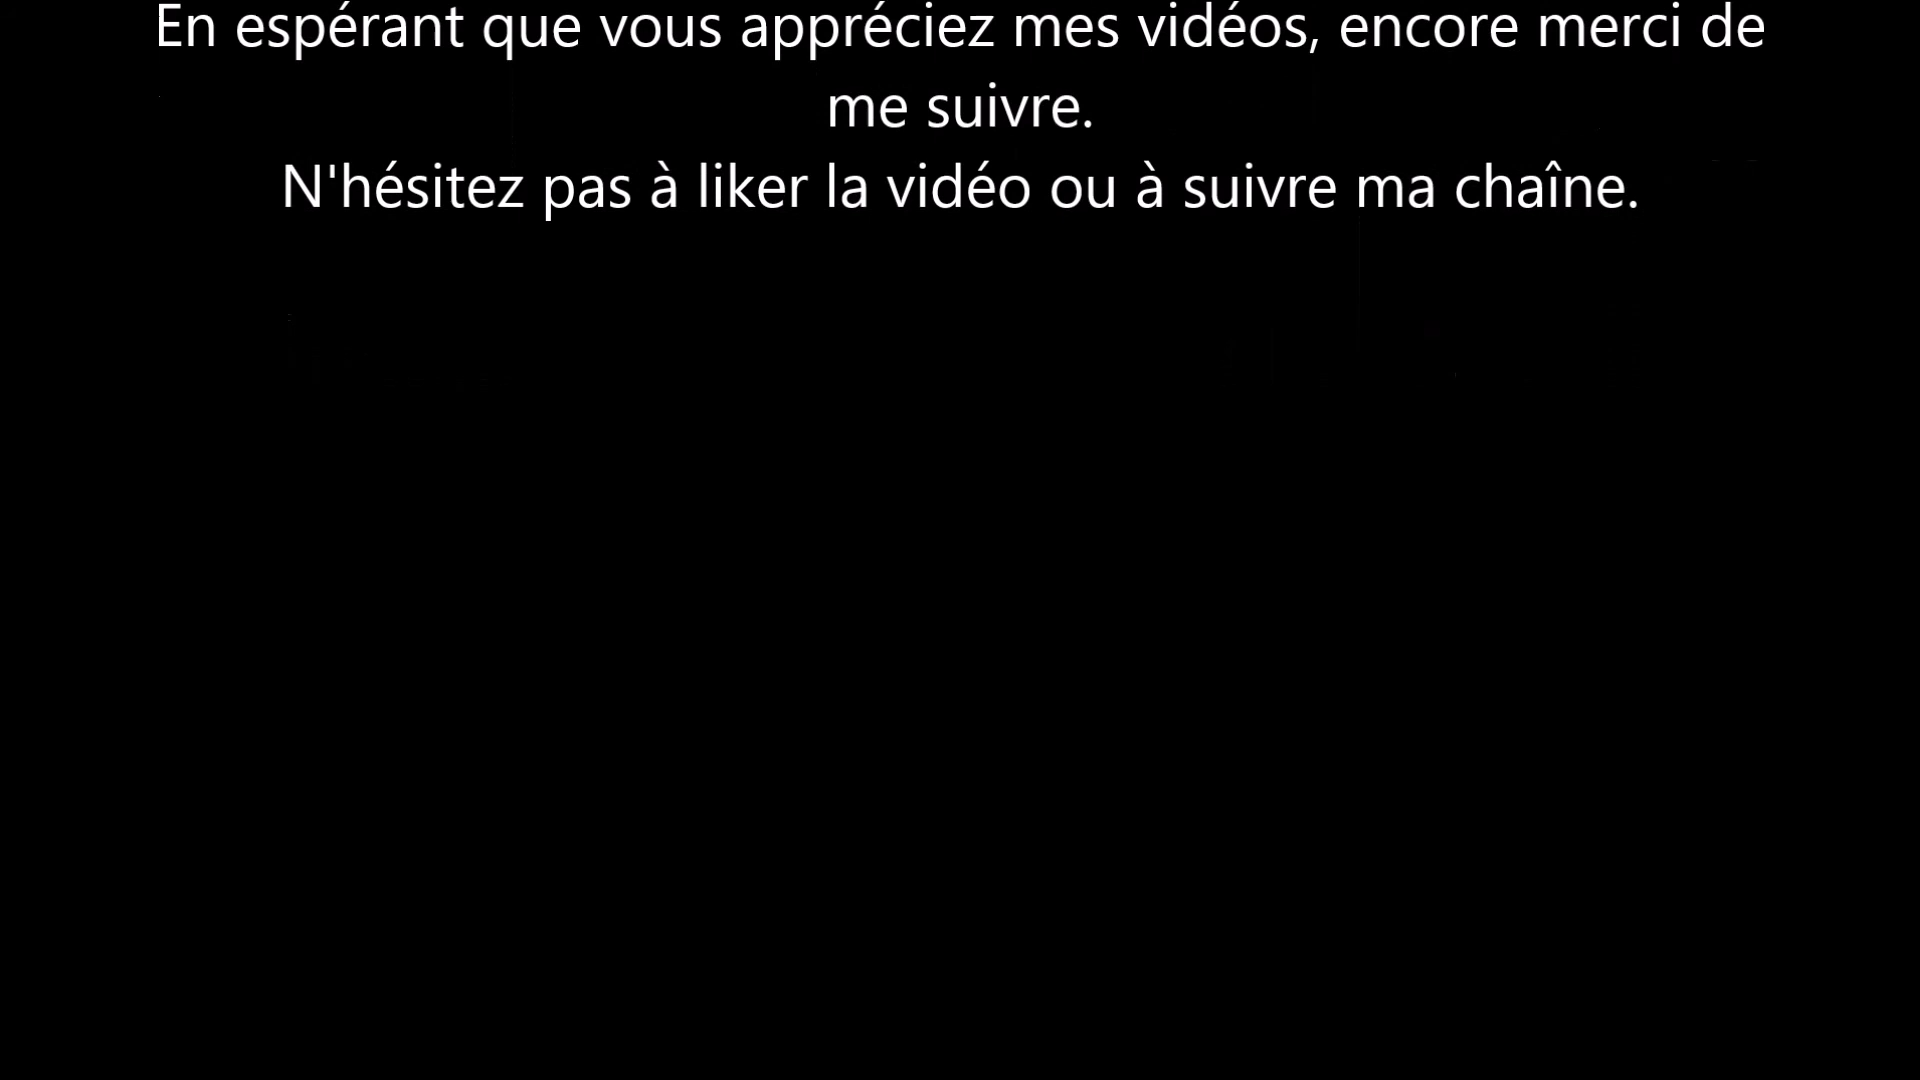 En espérant que vous appréciez mes vidéos, encore merci de
me suivre.
N'hésitez pas à liker la vidéo ou à suivre ma chaîne.